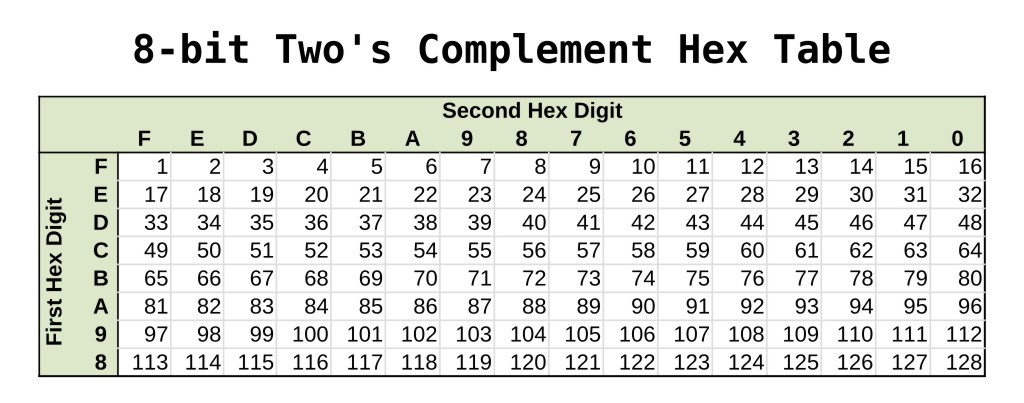 8-bit Two's Complement Hex Table
Second Hex Digit
F E D C B A 9 8 7 6 5 4 3 2 1 0
First Hex Digit
F 1 2 3 4 5 6 7 8 9 10 11 12 13 14 15 16
E 17 18 19 20 21 22 23 24 25 26 27 28 29 30 31 32
D 33 34 35 36 37 38 39 40 41 42 43 44 45 46 47 48
C 49 50 51 52 53 54 55 56 57 58 59 60 61 62 63 64
B 65 66 67 68 69 70 71 72 73 74 75 76 77 78 79 80
A 81 82 83 84 85 86 87 88 89 90 91 92 93 94 95 96
9 97 98 99 100 101 102 103 104 105 106 107 108 109 110 111 112
8 113 114 115 116 117 118 119 120 121 122 123 124 125 126 127 128